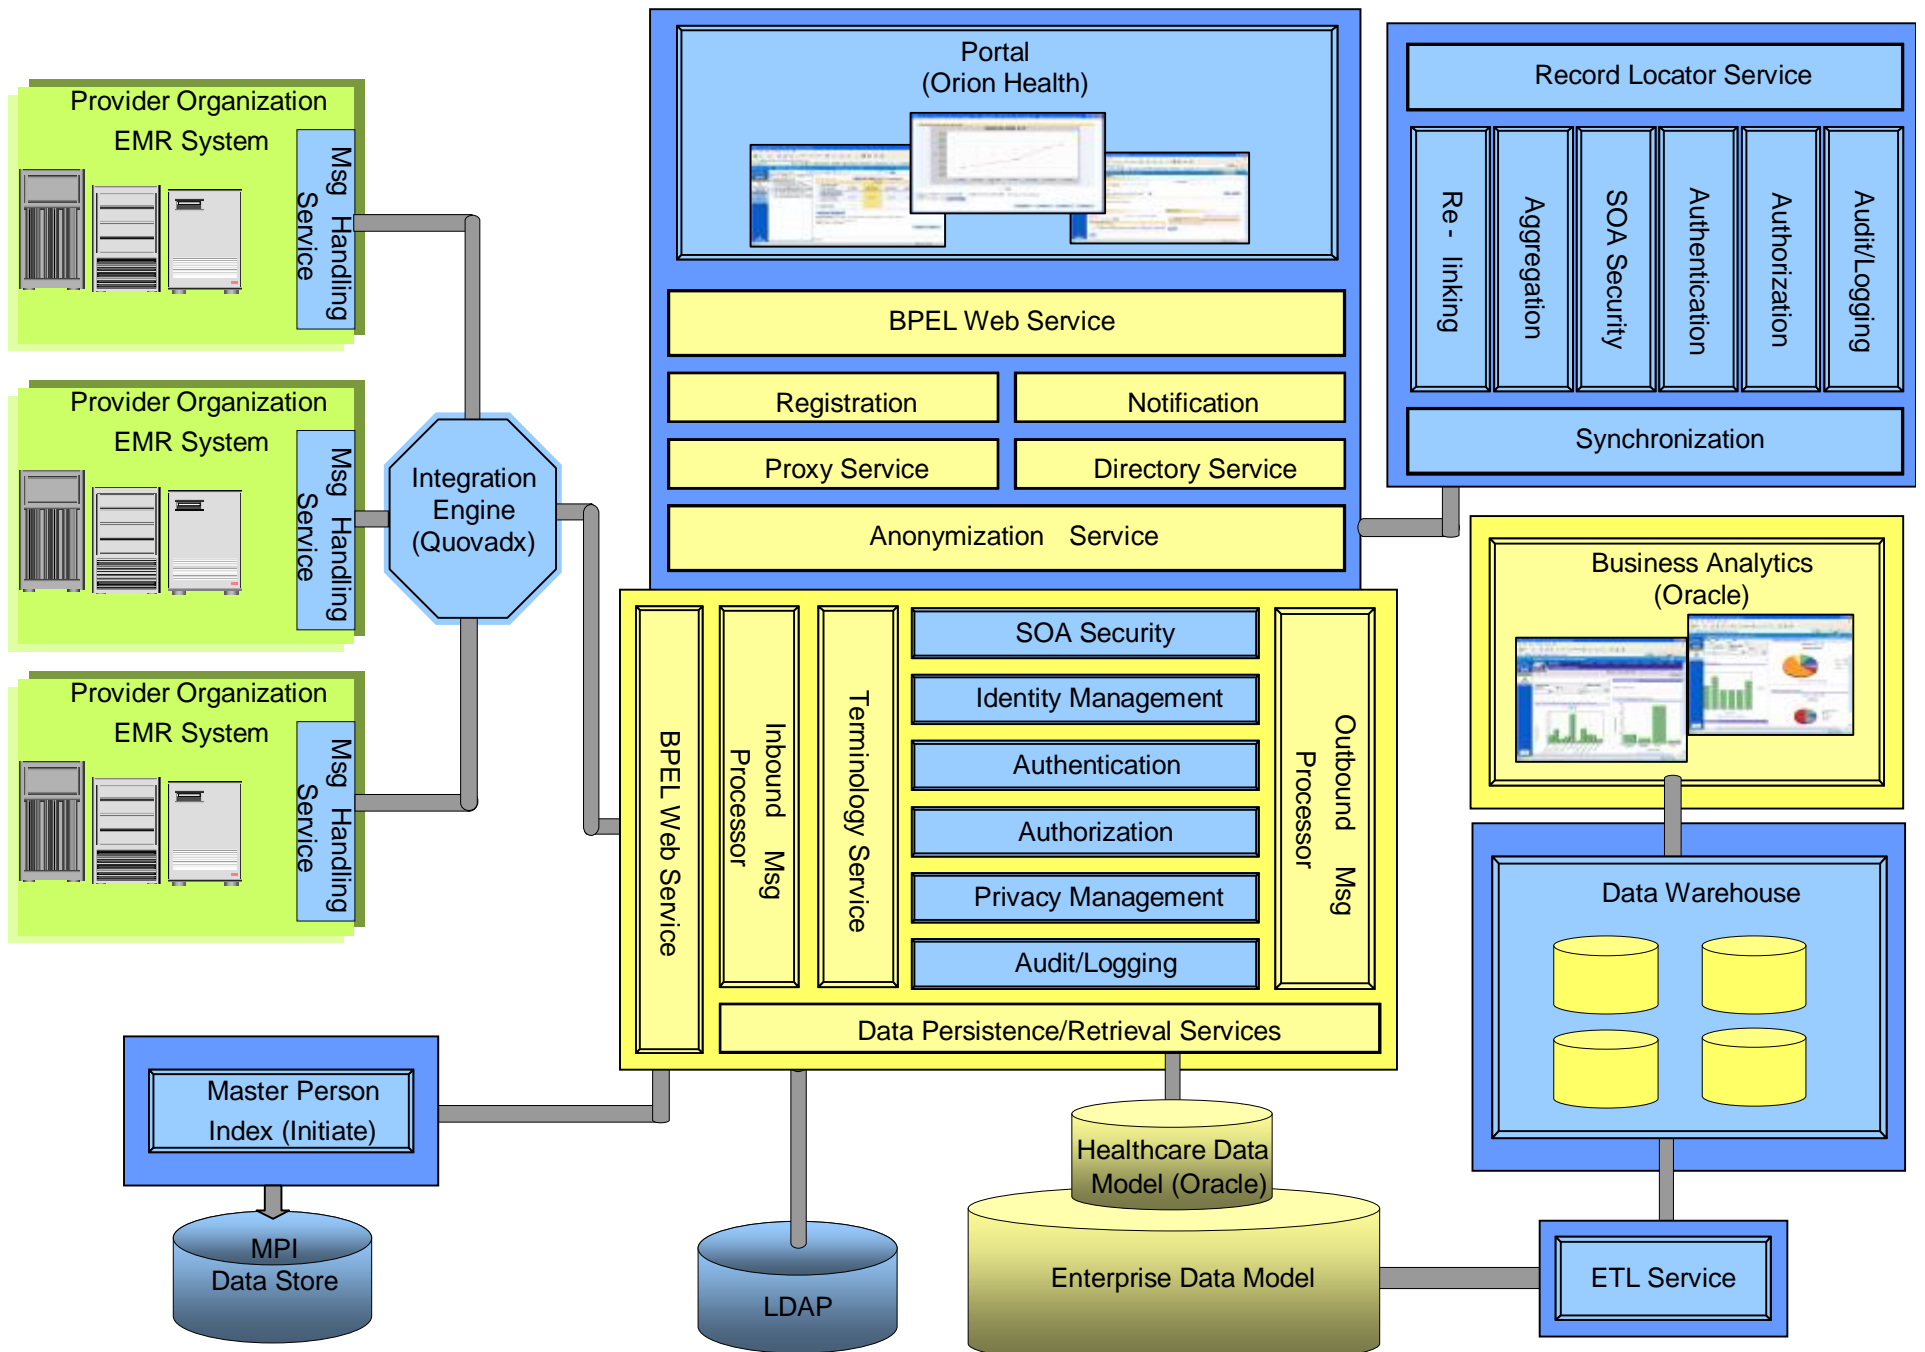 Provider Organization
EMR System
Msg Handling
Service
Provider Organization
EMR System
Msg Handling
Service
Provider Organization
EMR System
Msg Handling
Service
Integration
Engine
(Quovadx)
Portal
(Orion Health)
BPEL Web Service
Registration
Notification
Proxy Service
Directory Service
Anonymization Service
BPEL Web Service
Inbound Msg
Processor
Terminology Service
SOA Security
Identity Management
Authentication
Authorization
Privacy Management
Audit/Logging
Outbound Msg
Processor
Data Persistence/Retrieval Services
Record Locator Service
Re - linking
Aggregation
SOA Security
Authentication
Authorization
Audit/Logging
Synchronization
Business Analytics
(Oracle)
Data Warehouse
ETL Service
Master Person
Index (Initiate)
MPI
Data Store
LDAP
Healthcare Data
Model (Oracle)
Enterprise Data Model